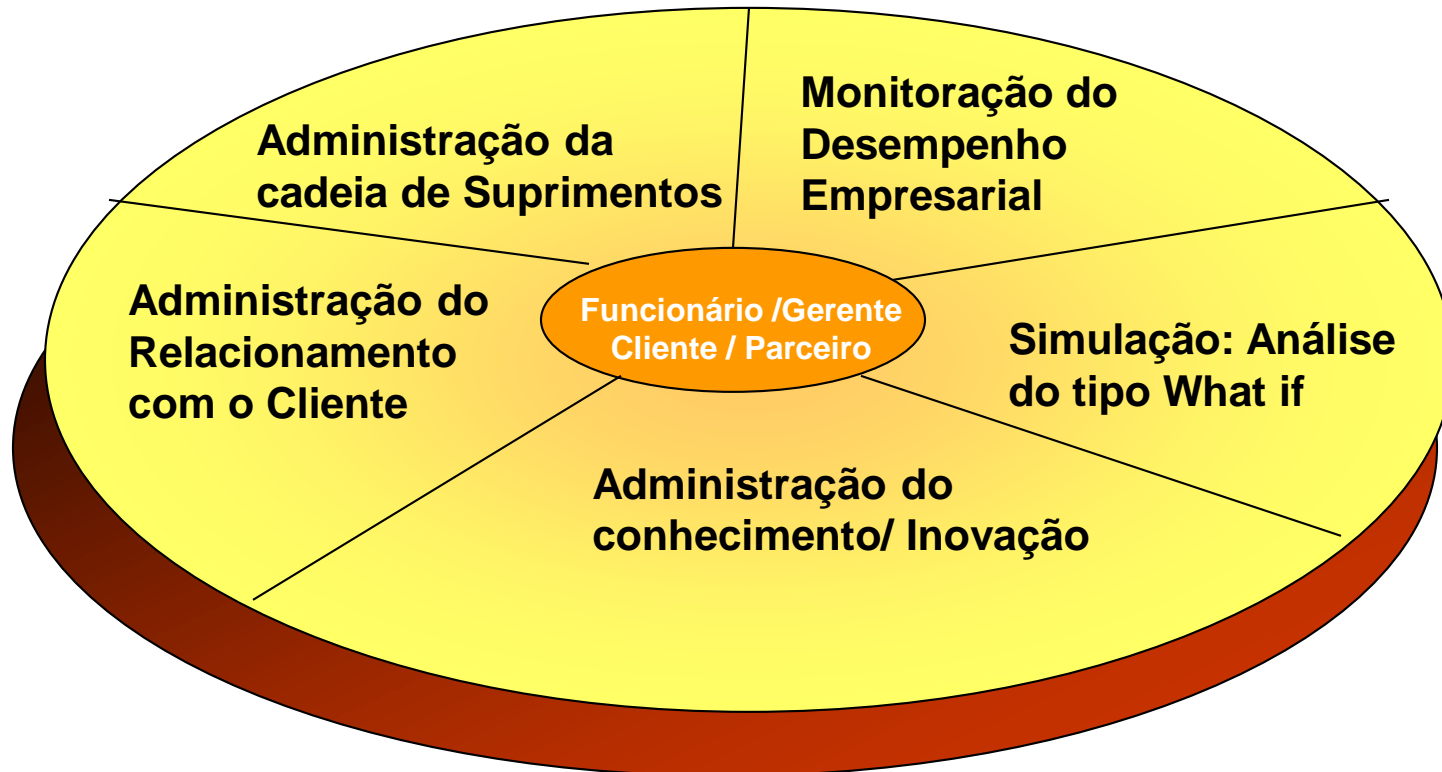 Administração da
cadeia de Suprimentos
Monitoração do
Desempenho
Empresarial
Administração do
Relacionamento
com o Cliente
Funcionário /Gerente
Cliente / Parceiro
Simulação: Análise
do tipo What if
Administração do
conhecimento/ Inovação